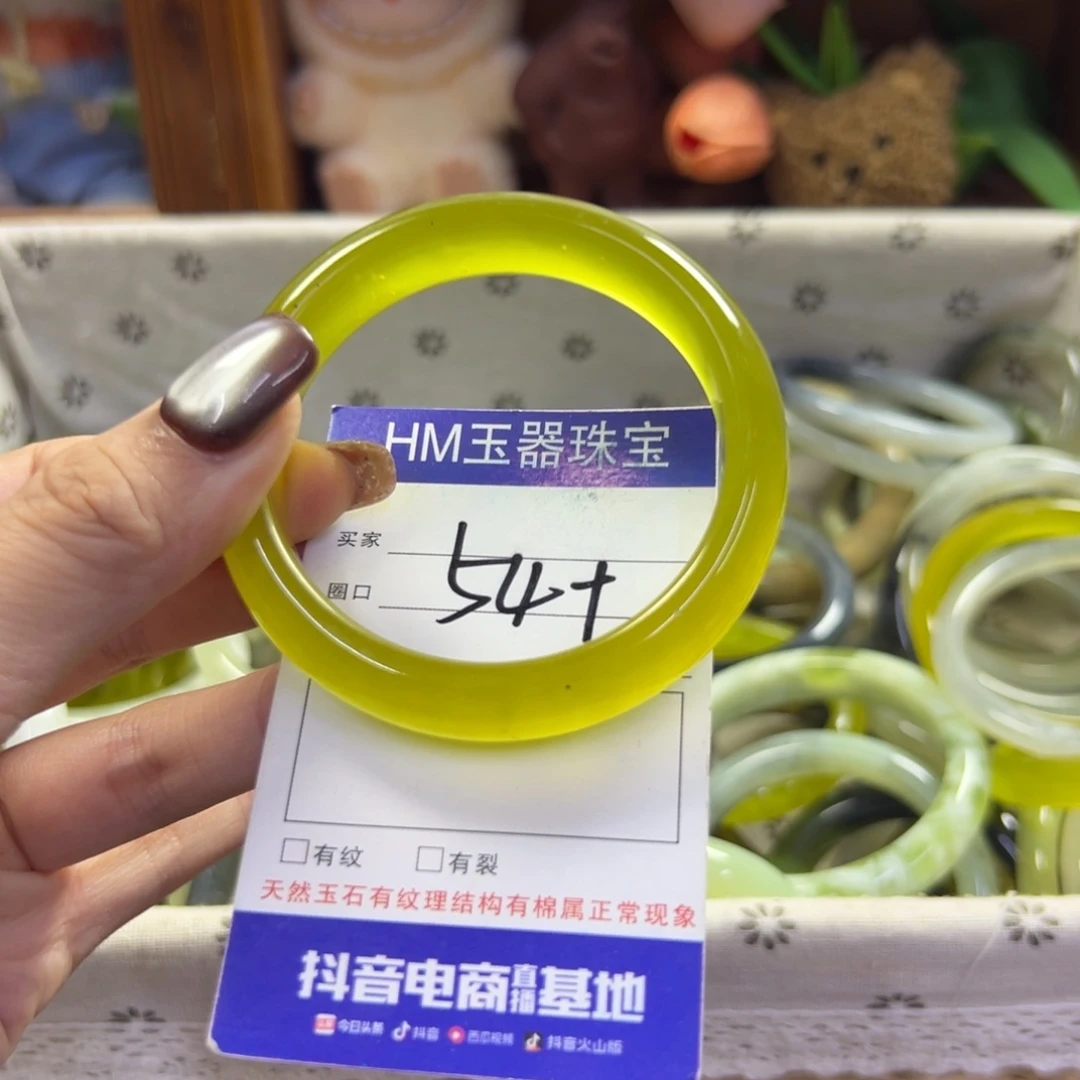 HM玉器珠宝
买家
圈口 54+
有纹 有裂
天然玉石有纹理结构有棉属正常现象
抖音电商直播基地
今日头条 抖音 西瓜视频 抖音火山版